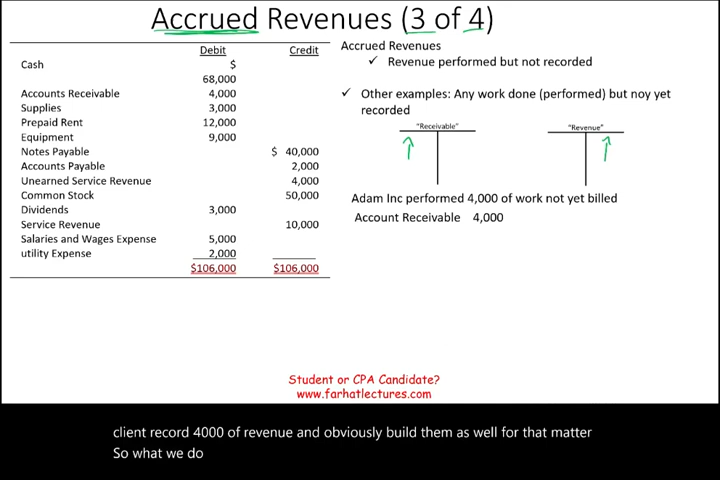 Accrued Revenues (3 of 4)
Debit Credit
Cash $
68,000
Accounts Receivable 4,000
Supplies 3,000
Prepaid Rent 12,000
Equipment 9,000
Notes Payable $ 40,000
Accounts Payable 2,000
Unearned Service Revenue 4,000
Common Stock 50,000
Dividends 3,000
Service Revenue 10,000
Salaries and Wages Expense 5,000
utility Expense 2,000
$106,000 $106,000
Accrued Revenues
✓ Revenue performed but not recorded
✓ Other examples: Any work done (performed) but noy yet
recorded
"Receivable" "Revenue"
Adam Inc performed 4,000 of work not yet billed
Account Receivable 4,000
Student or CPA Candidate?
www.farhatlectures.com
client record 4000 of revenue and obviously build them as well for that matter
So what we do